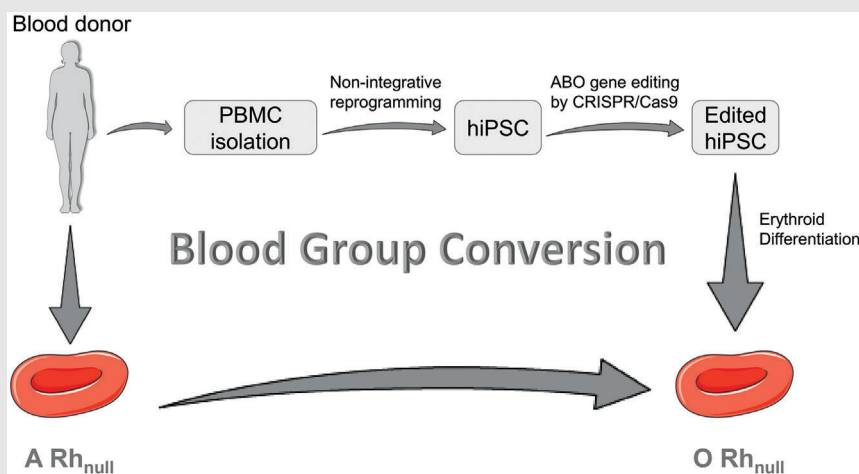 Blood donor
PBMC
isolation
Non-integrative
reprogramming
hiPSC
ABO gene editing
by CRISPR/Cas9
Edited
hiPSC
Erythroid
Differentiation
Blood Group Conversion
A Rhnull
O Rhnull